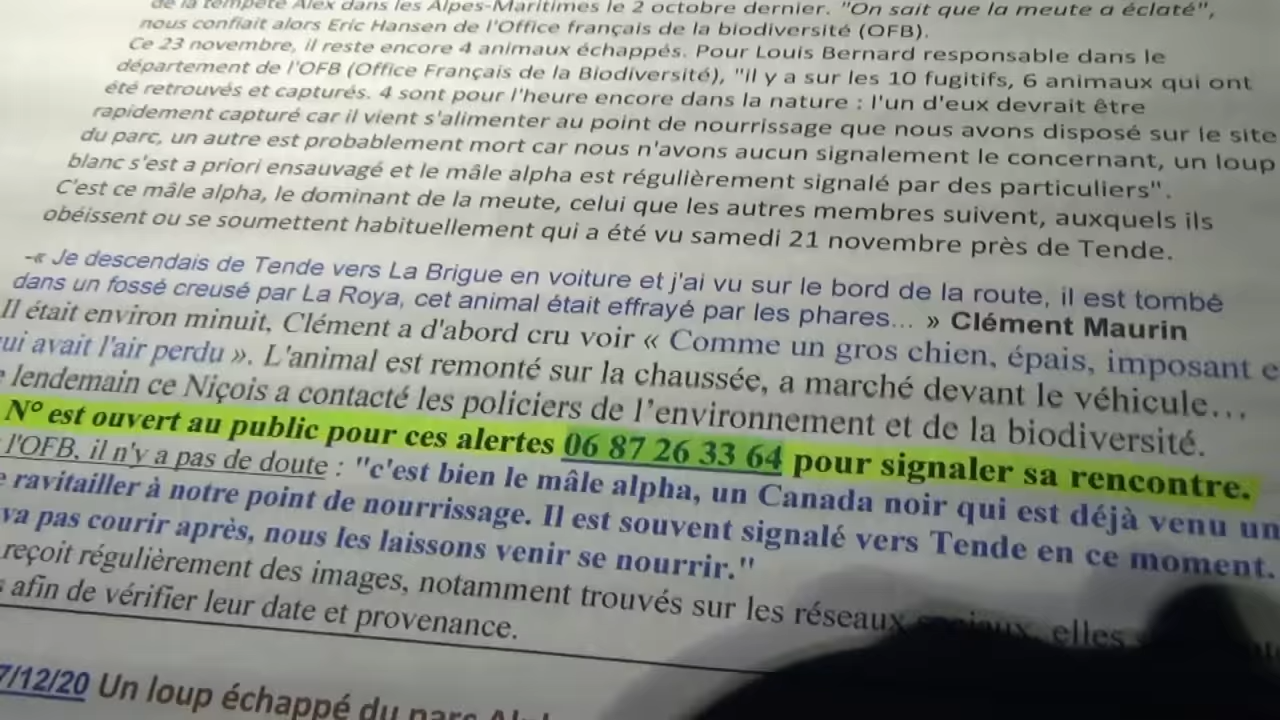 de la tempête Alex dans les Alpes-Maritimes le 2 octobre dernier. "On sait que la meute a éclaté",
nous confiait alors Eric Hansen de l'Office français de la biodiversité (OFB).
Ce 23 novembre, il reste encore 4 animaux échappés. Pour Louis Bernard responsable dans le
département de l'OFB (Office Français de la Biodiversité), "il y a sur les 10 fugitifs, 6 animaux qui ont
été retrouvés et capturés. 4 sont pour l'heure encore dans la nature : l'un d'eux devrait être
rapidement capturé car il vient s'alimenter au point de nourrissage que nous avons disposé sur le site
du parc, un autre est probablement mort car nous n'avons aucun signalement le concernant, un loup
blanc s'est a priori ensauvagé et le mâle alpha est régulièrement signalé par des particuliers".
C'est ce mâle alpha, le dominant de la meute, celui que les autres membres suivent, auxquels ils
obéissent ou se soumettent habituellement qui a été vu samedi 21 novembre près de Tende.
-« Je descendais de Tende vers La Brigue en voiture et j'ai vu sur le bord de la route, il est tombé
dans un fossé creusé par La Roya, cet animal était effrayé par les phares... » Clément Maurin
Il était environ minuit, Clément a d'abord cru voir « Comme un gros chien, épais, imposant e
ui avait l'air perdu ». L'animal est remonté sur la chaussée, a marché devant le véhicule…
lendemain ce Niçois a contacté les policiers de l'environnement et de la biodiversité.
N° est ouvert au public pour ces alertes 06 87 26 33 64 pour signaler sa rencontre.
l'OFB, il n'y a pas de doute : "c'est bien le mâle alpha, un Canada noir qui est déjà venu un
e ravitailler à notre point de nourrissage. Il est souvent signalé vers Tende en ce moment.
va pas courir après, nous les laissons venir se nourrir."
reçoit régulièrement des images, notamment trouvés sur les réseaux sociaux, elles
afin de vérifier leur date et provenance.
7/12/20 Un loup échappé du parc